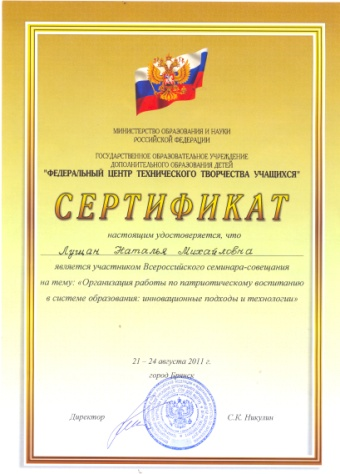 МИНИСТЕРСТВО ОБРАЗОВАНИЯ И НАУКИ
РОССИЙСКОЙ ФЕДЕРАЦИИ
ГОСУДАРСТВЕННОЕ ОБРАЗОВАТЕЛЬНОЕ УЧРЕЖДЕНИЕ
ДОПОЛНИТЕЛЬНОГО ОБРАЗОВАНИЯ ДЕТЕЙ
"ФЕДЕРАЛЬНЫЙ ЦЕНТР ТЕХНИЧЕСКОГО ТВОРЧЕСТВА УЧАЩИХСЯ"
СЕРТИФИКАТ
настоящим удостоверяется, что
Лущан Наталья Михайловна
является участником Всероссийского семинара-совещания
на тему: «Организация работы по патриотическому воспитанию
в системе образования: инновационные подходы и технологии»
21 – 24 августа 2011 г.
город Брянск
Директор
С.К. Никулин